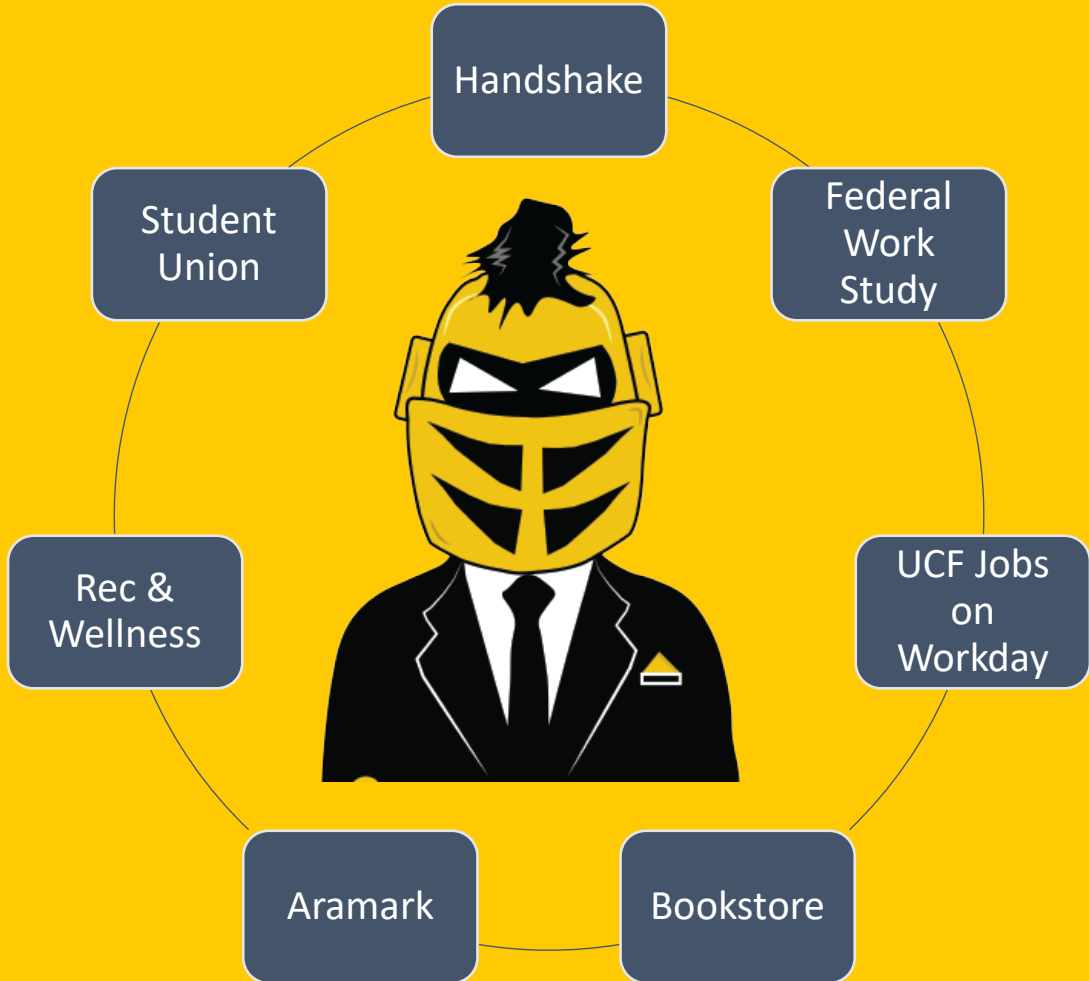 Handshake
Federal
Work
Study
UCF Jobs
on
Workday
Bookstore
Aramark
Rec &
Wellness
Student
Union